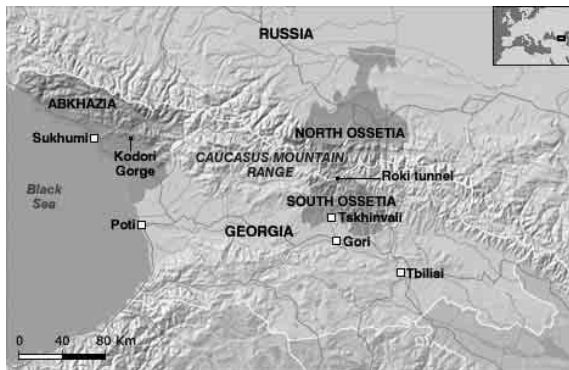 RUSSIA
ABKHAZIA
Sukhumi
Kodori
Gorge
NORTH OSSETIA
CAUCASUS MOUNTAIN
RANGE
Roki tunnel
Black
Sea
SOUTH OSSETIA
Tskhinvali
Poti
GEORGIA
Gori
Tbilisi
0 40 80 Km